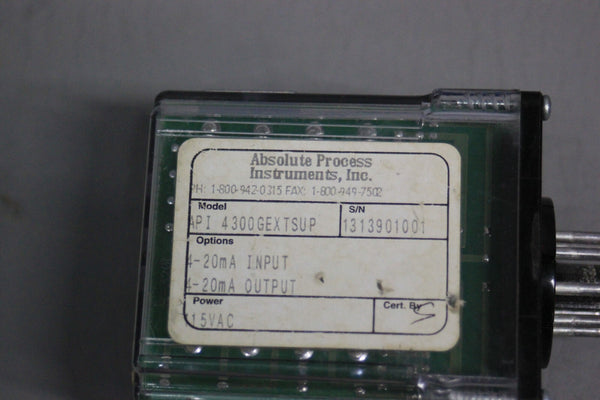 Absolute Process
Instruments, Inc.
PH: 1-800-942-0315 FAX: 1-800-949-7502
Model
API 4300GEXTSUP
S/N
1313901001
Options
4-20mA INPUT
4-20mA OUTPUT
Power
115VAC
Cert. By